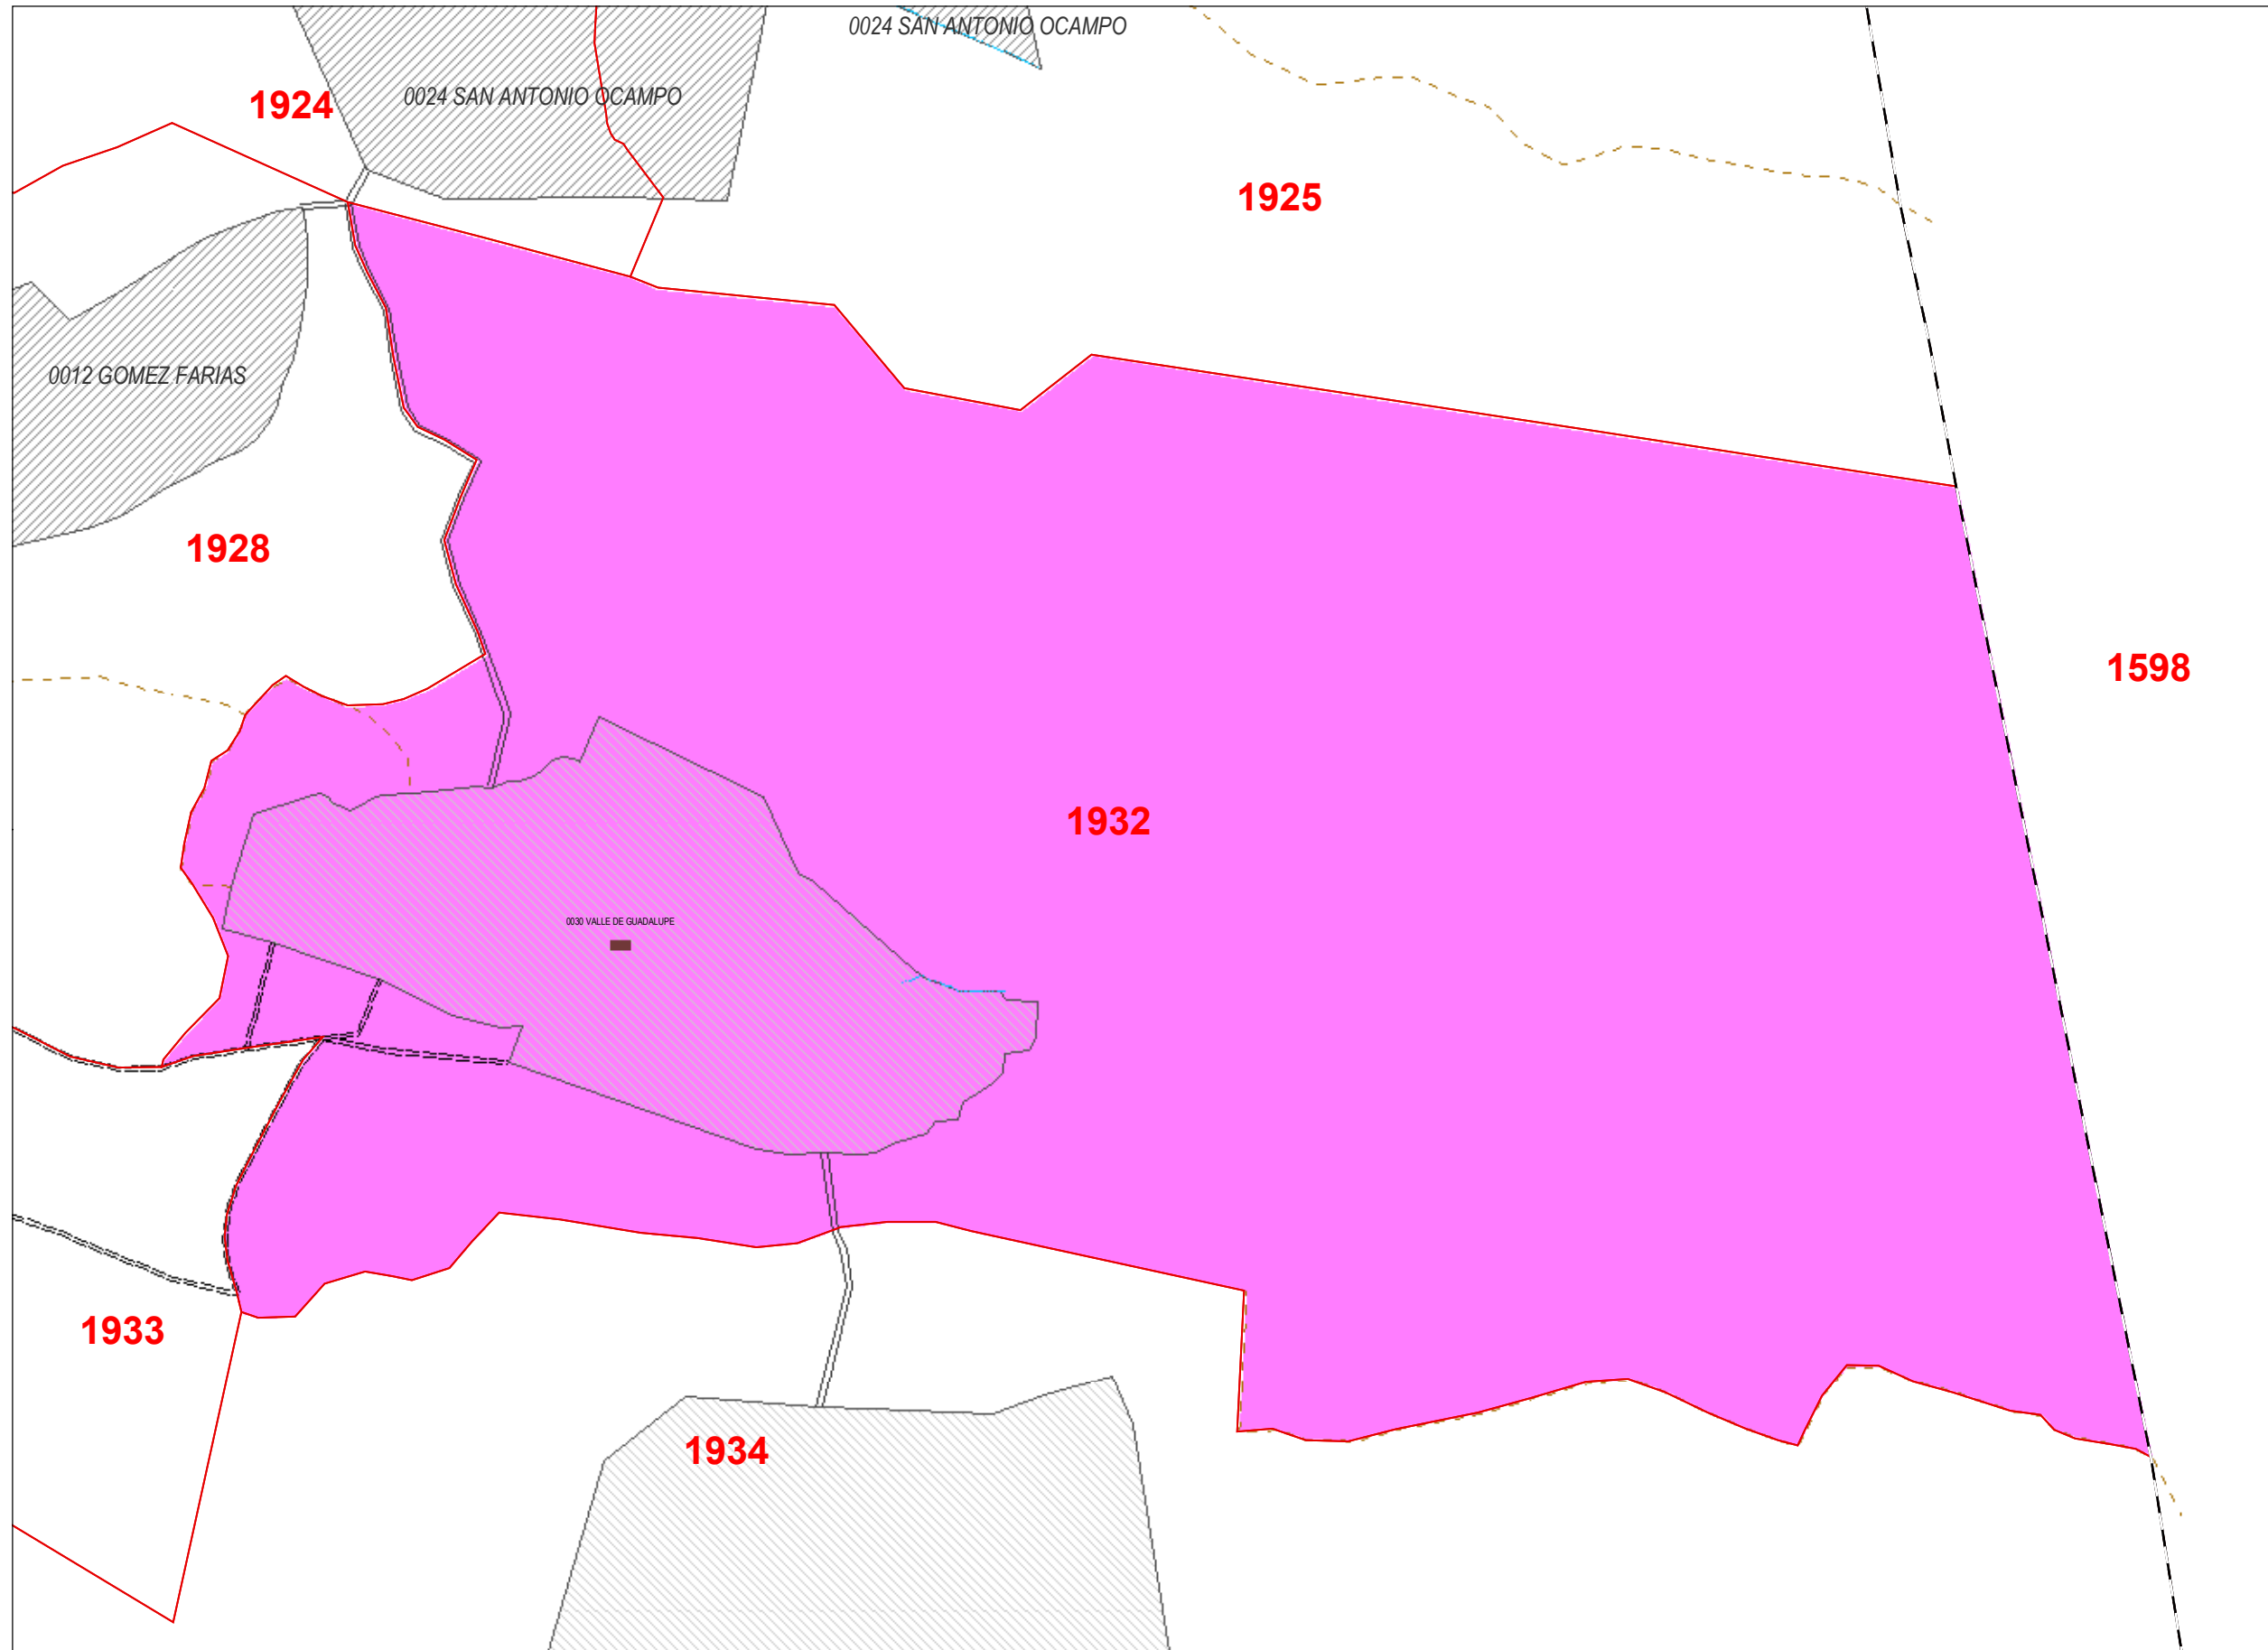 0024 SAN ANTONIO OCAMPO
1924
0024 SAN ANTONIO OCAMPO
1925
0012 GOMEZ FARIAS
1928
1598
1932
0030 VALLE DE GUADALUPE
1933
1934